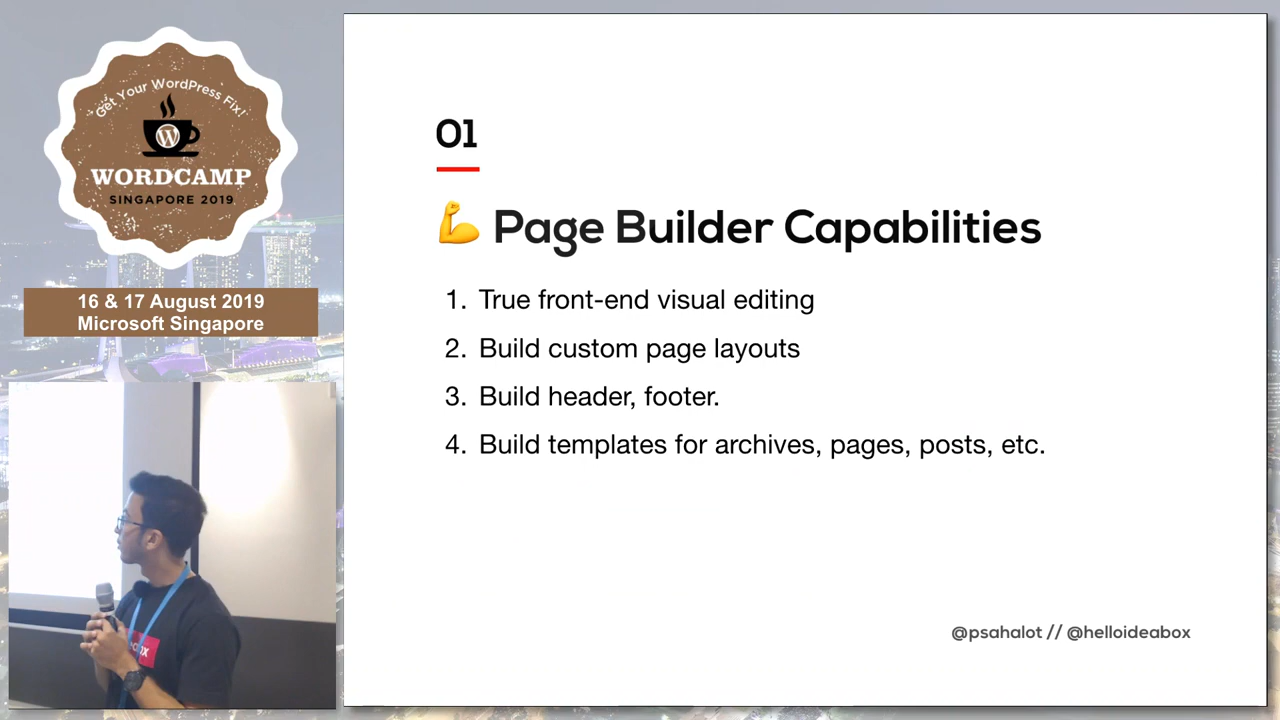 Get Your WordPress Fix!
WORDCAMP
SINGAPORE 2019
16 & 17 August 2019
Microsoft Singapore
01
💪 Page Builder Capabilities
1. True front-end visual editing
2. Build custom page layouts
3. Build header, footer.
4. Build templates for archives, pages, posts, etc.
@psahalot // @helloideabox